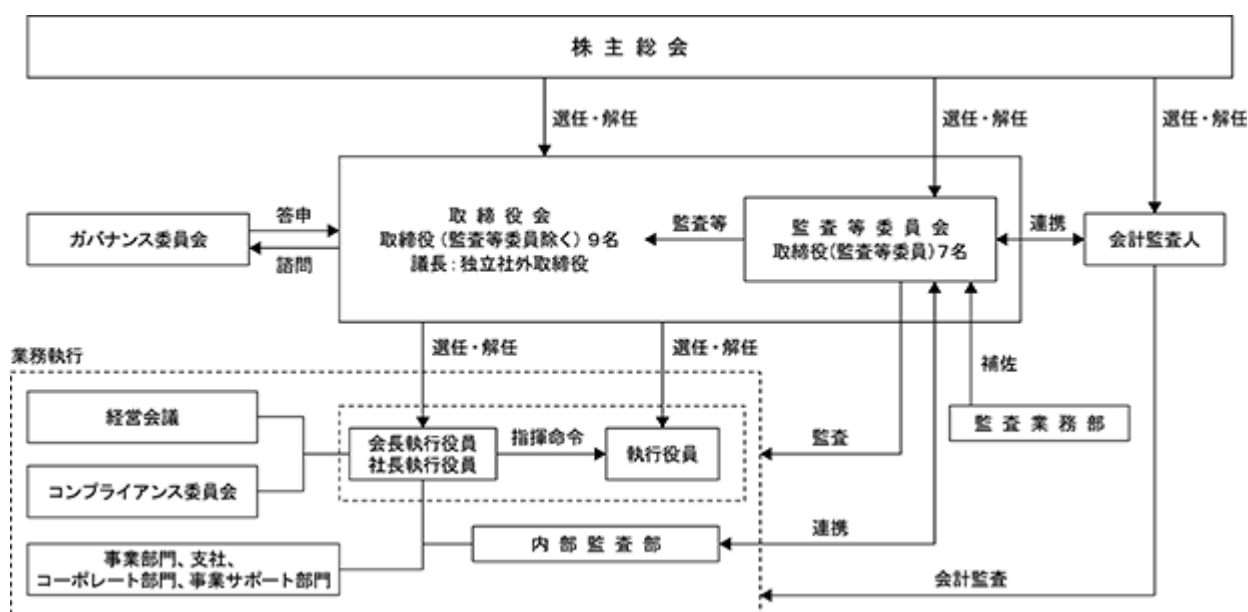 株主総会
選任・解任
選任・解任
選任・解任
取締役会
取締役(監査等委員除く)9名
議長:独立社外取締役
監査等
監査等委員会
取締役(監査等委員)7名
連携
会計監査人
ガバナンス委員会
答申
諮問
選任・解任
選任・解任
補佐
業務執行
経営会議
コンプライアンス委員会
会長執行役員
社長執行役員
指揮命令
執行役員
監査
監査業務部
事業部門、支社、
コーポレート部門、事業サポート部門
内部監査部
連携
会計監査